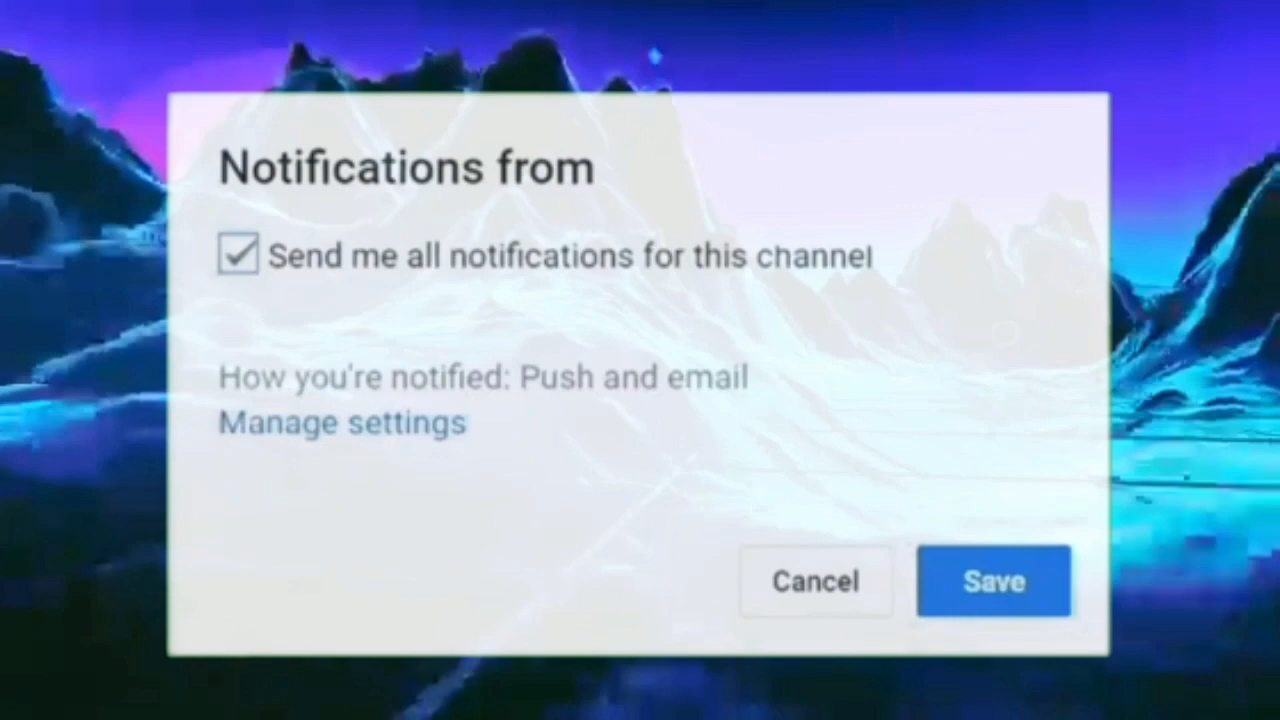 Notifications from
Send me all notifications for this channel
How you're notified: Push and email
Manage settings
Cancel
Save